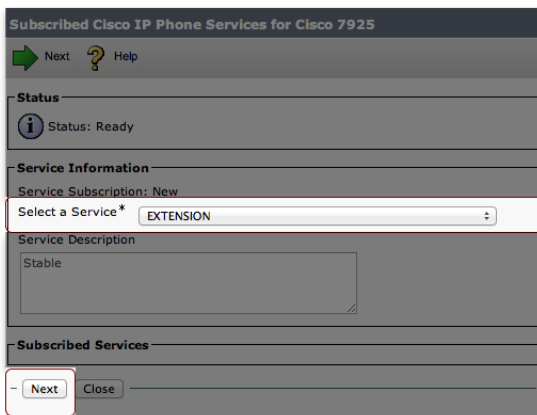 Subscribed Cisco IP Phone Services for Cisco 7925
Next Help
Status
Status: Ready
Service Information
Service Subscription: New
Select a Service* EXTENSION
Service Description
Stable
Subscribed Services
Next Close